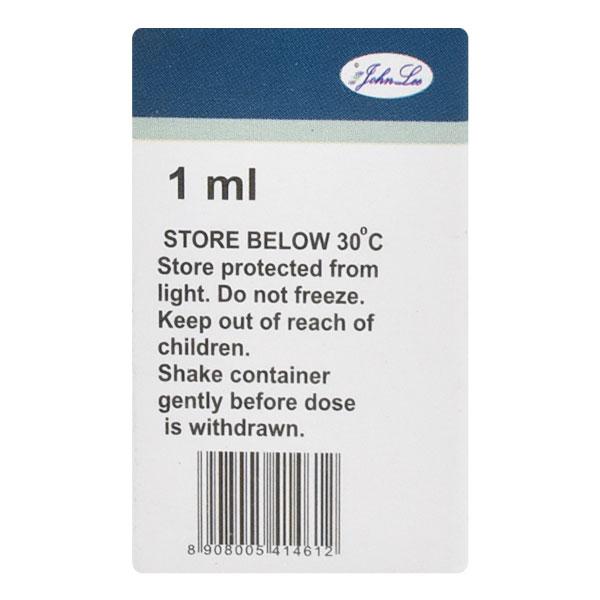 John Lee
1 ml
STORE BELOW 30°C
Store protected from
light. Do not freeze.
Keep out of reach of
children.
Shake container
gently before dose
is withdrawn.
8 908005 414612